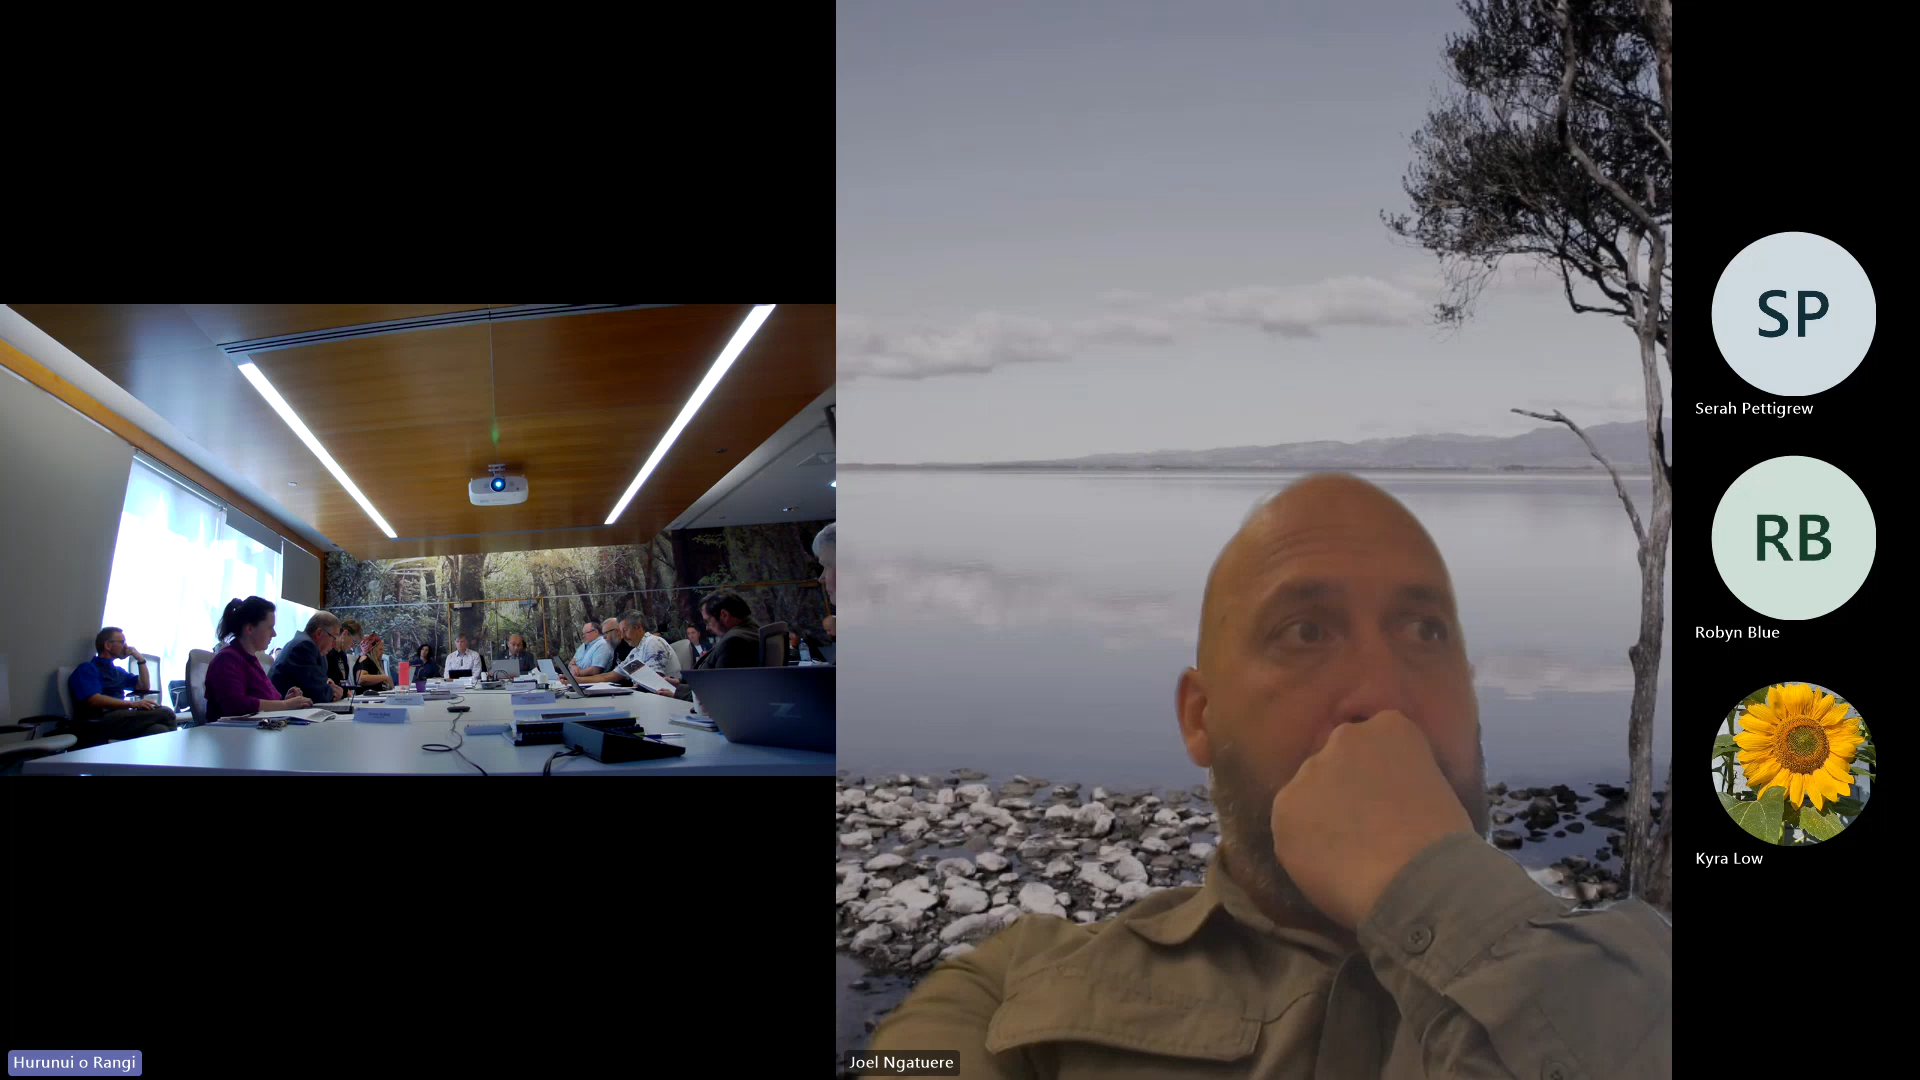 Hurunui o Rangi
Joel Ngatuere
SP
Serah Pettigrew
RB
Robyn Blue
Kyra Low